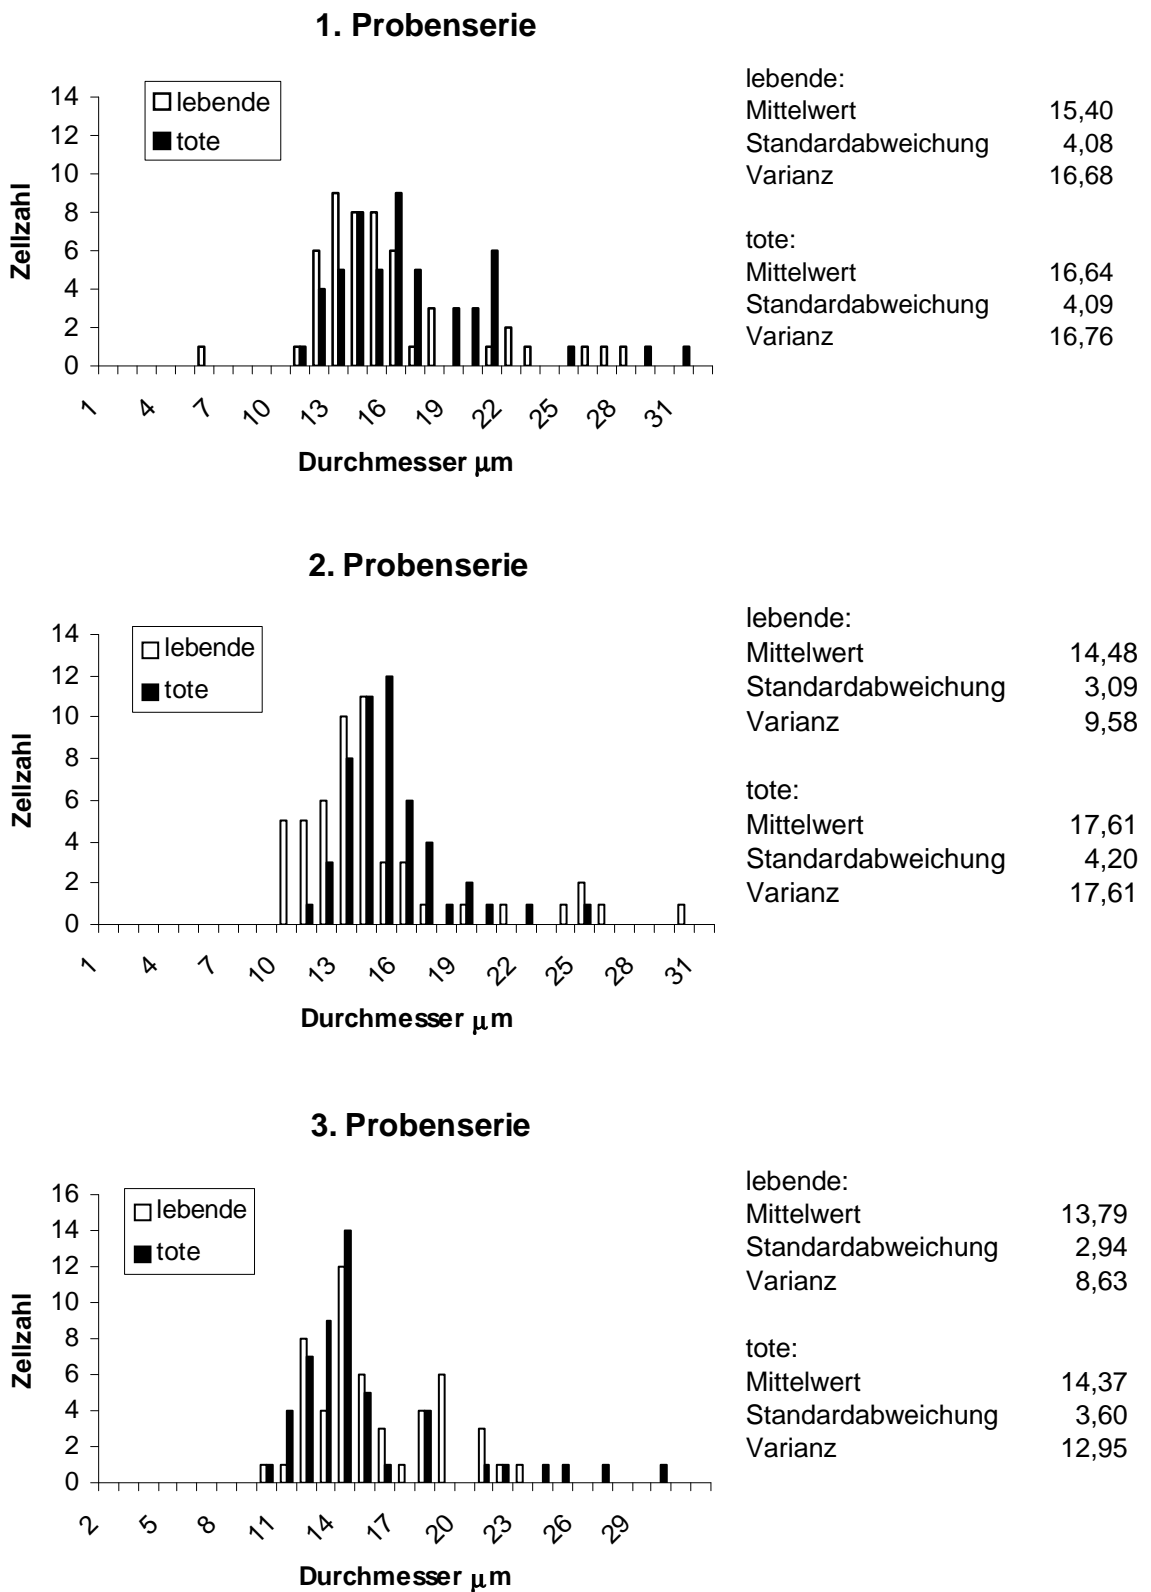 1. Probenserie
14
12
10
8
6
4
2
0
Zellzahl
lebende
tote
1 4 7 10 13 16 19 22 25 28 31
Durchmesser μm
lebende:
Mittelwert 15,40
Standardabweichung 4,08
Varianz 16,68
tote:
Mittelwert 16,64
Standardabweichung 4,09
Varianz 16,76
2. Probenserie
14
12
10
8
6
4
2
0
Zellzahl
lebende
tote
1 4 7 10 13 16 19 22 25 28 31
Durchmesser μm
lebende:
Mittelwert 14,48
Standardabweichung 3,09
Varianz 9,58
tote:
Mittelwert 17,61
Standardabweichung 4,20
Varianz 17,61
3. Probenserie
16
14
12
10
8
6
4
2
0
Zellzahl
lebende
tote
2 5 8 11 14 17 20 23 26 29
Durchmesser μm
lebende:
Mittelwert 13,79
Standardabweichung 2,94
Varianz 8,63
tote:
Mittelwert 14,37
Standardabweichung 3,60
Varianz 12,95